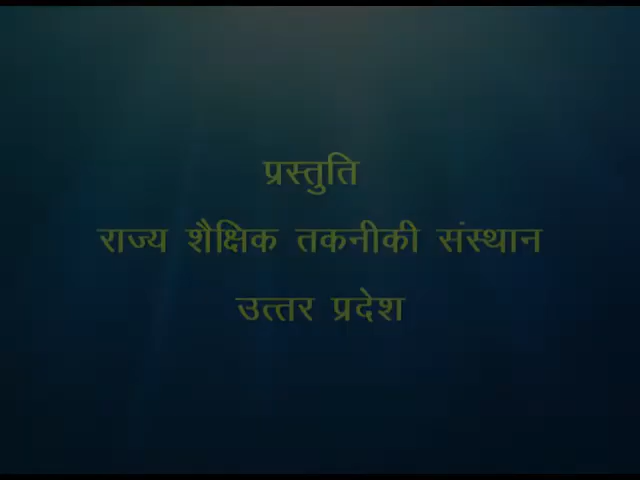 प्रस्तुति
राज्य शैक्षिक तकनीकी संस्थान
उत्तर प्रदेश